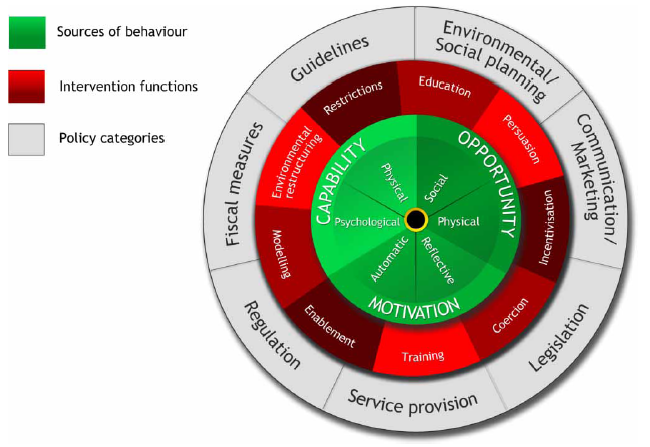 Sources of behaviour
Intervention functions
Policy categories
Guidelines
Environmental/
Social planning
Communication/
Marketing
Legislation
Service provision
Regulation
Fiscal measures
Restrictions
Education
Persuasion
Incentivisation
Coercion
Training
Enablement
Modelling
Environmental
restructuring
CAPABILITY
OPPORTUNITY
MOTIVATION
Physical
Social
Psychological
Physical
Automatic
Reflective